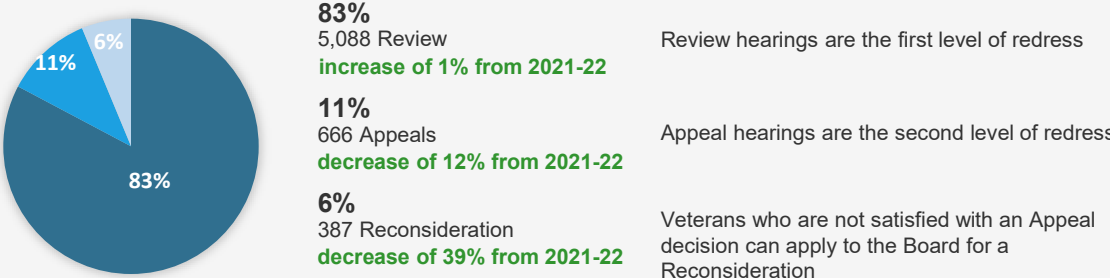 6%
11%
83%
83%
5,088 Review
increase of 1% from 2021-22
Review hearings are the first level of redress
11%
666 Appeals
decrease of 12% from 2021-22
Appeal hearings are the second level of redress
6%
387 Reconsideration
decrease of 39% from 2021-22
Veterans who are not satisfied with an Appeal
decision can apply to the Board for a
Reconsideration